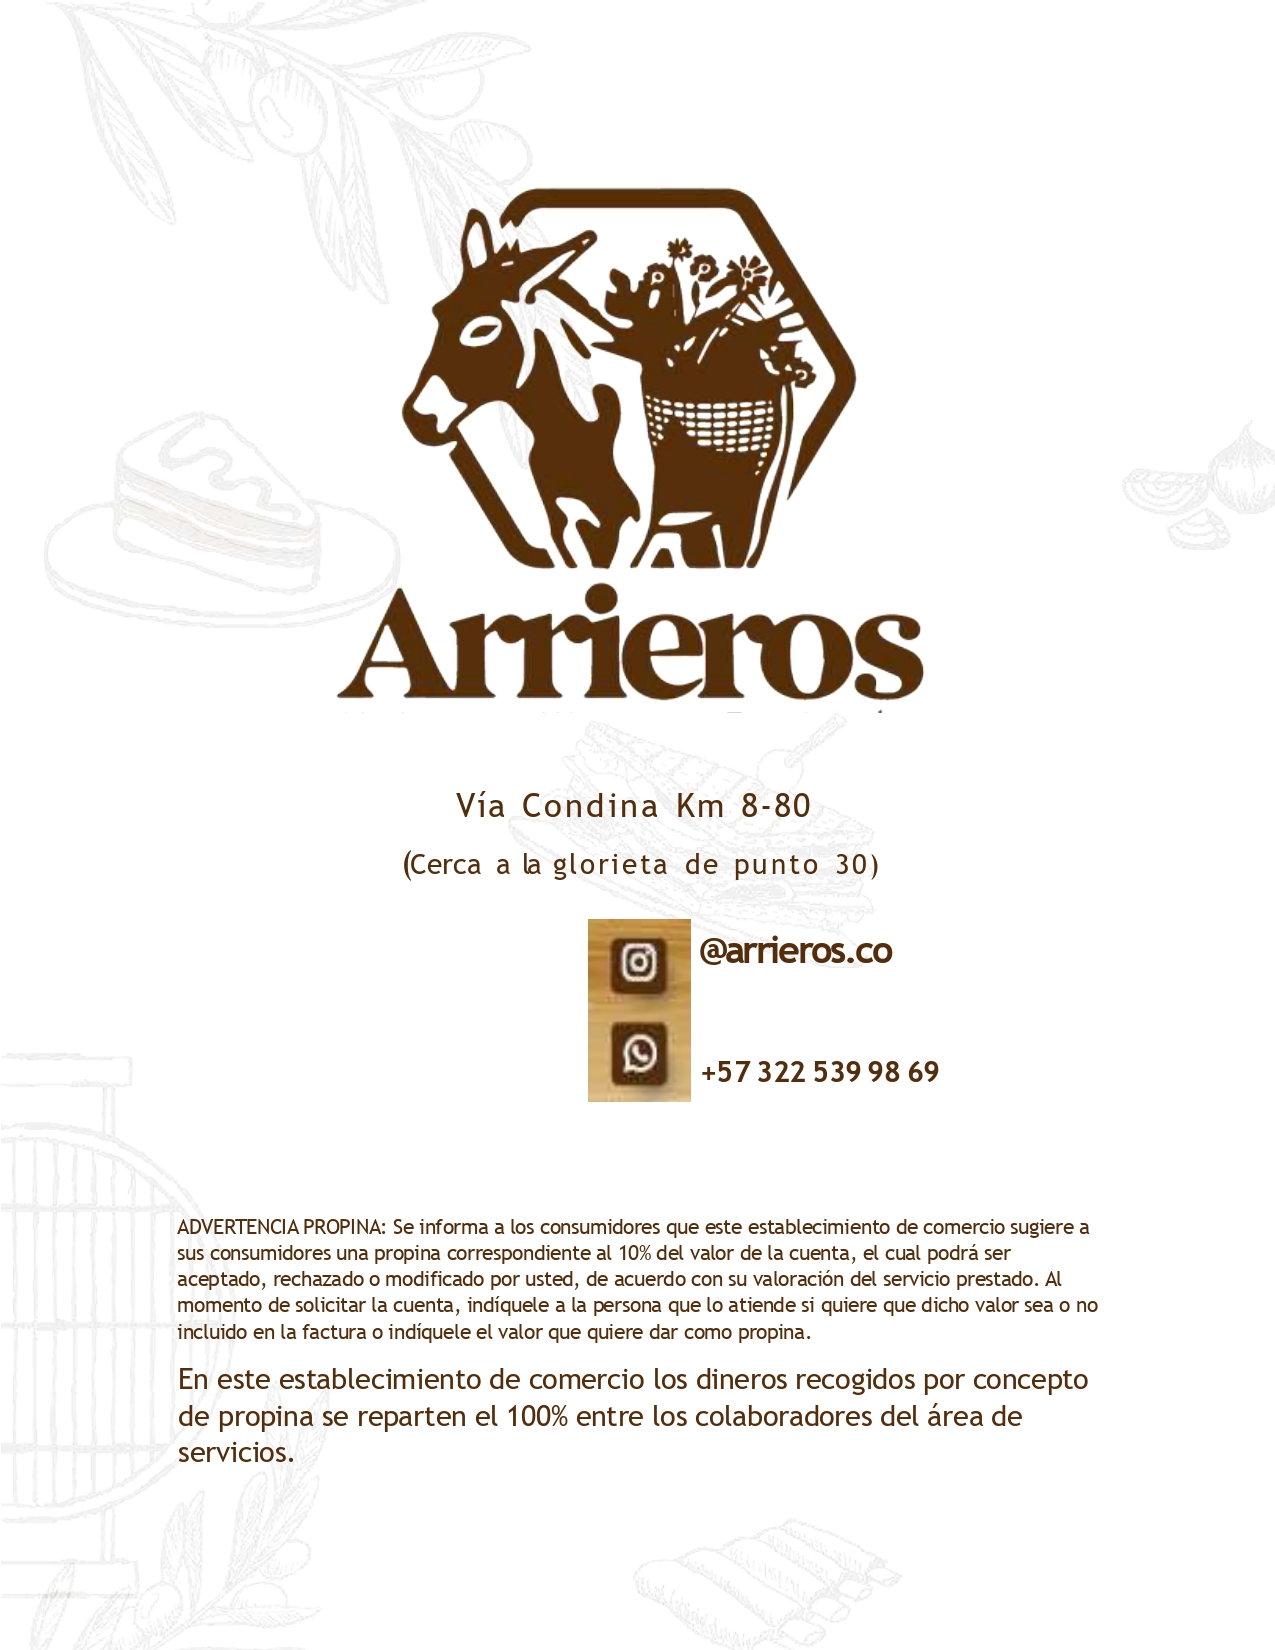 Arrieros
Vía Condina Km 8-80
(Cerca a la glorieta de punto 30)
@arrieros.co
+57 322 539 98 69
ADVERTENCIA PROPINA: Se informa a los consumidores que este establecimiento de comercio sugiere a
sus consumidores una propina correspondiente al 10% del valor de la cuenta, el cual podrá ser
aceptado, rechazado o modificado por usted, de acuerdo con su valoración del servicio prestado. Al
momento de solicitar la cuenta, indíquele a la persona que lo atiende si quiere que dicho valor sea o no
incluido en la factura o indíquele el valor que quiere dar como propina.
En este establecimiento de comercio los dineros recogidos por concepto
de propina se reparten el 100% entre los colaboradores del área de
servicios.